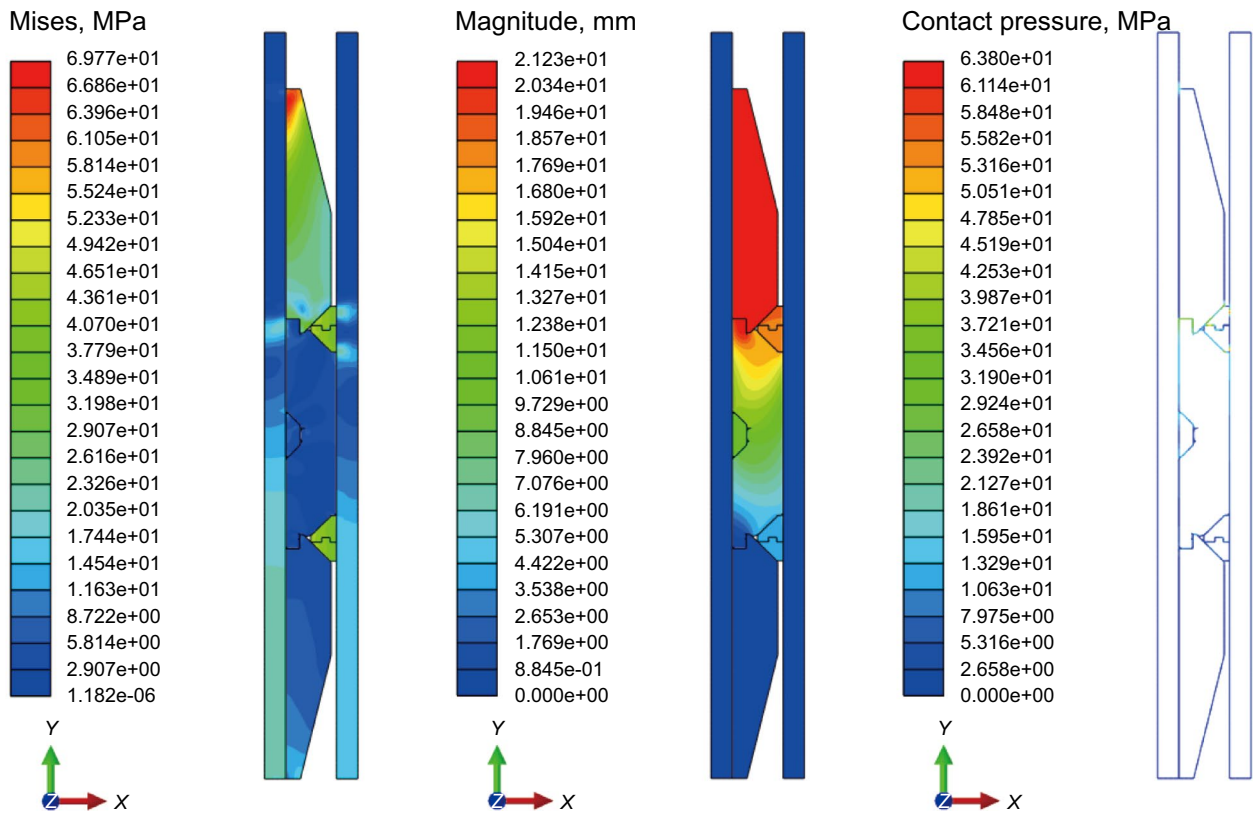 Mises, MPa
6.977e+01
6.686e+01
6.396e+01
6.105e+01
5.814e+01
5.524e+01
5.233e+01
4.942e+01
4.651e+01
4.361e+01
4.070e+01
3.779e+01
3.489e+01
3.198e+01
2.907e+01
2.616e+01
2.326e+01
2.035e+01
1.744e+01
1.454e+01
1.163e+01
8.722e+00
5.814e+00
2.907e+00
1.182e-06
Y
Z
X
Magnitude, mm
2.123e+01
2.034e+01
1.946e+01
1.857e+01
1.769e+01
1.680e+01
1.592e+01
1.504e+01
1.415e+01
1.327e+01
1.238e+01
1.150e+01
1.061e+01
9.729e+00
8.845e+00
7.960e+00
7.076e+00
6.191e+00
5.307e+00
4.422e+00
3.538e+00
2.653e+00
1.769e+00
8.845e-01
0.000e+00
Y
Z
X
Contact pressure, MPa
6.380e+01
6.114e+01
5.848e+01
5.582e+01
5.316e+01
5.051e+01
4.785e+01
4.519e+01
4.253e+01
3.987e+01
3.721e+01
3.456e+01
3.190e+01
2.924e+01
2.658e+01
2.392e+01
2.127e+01
1.861e+01
1.595e+01
1.329e+01
1.063e+01
7.975e+00
5.316e+00
2.658e+00
0.000e+00
Y
Z
X